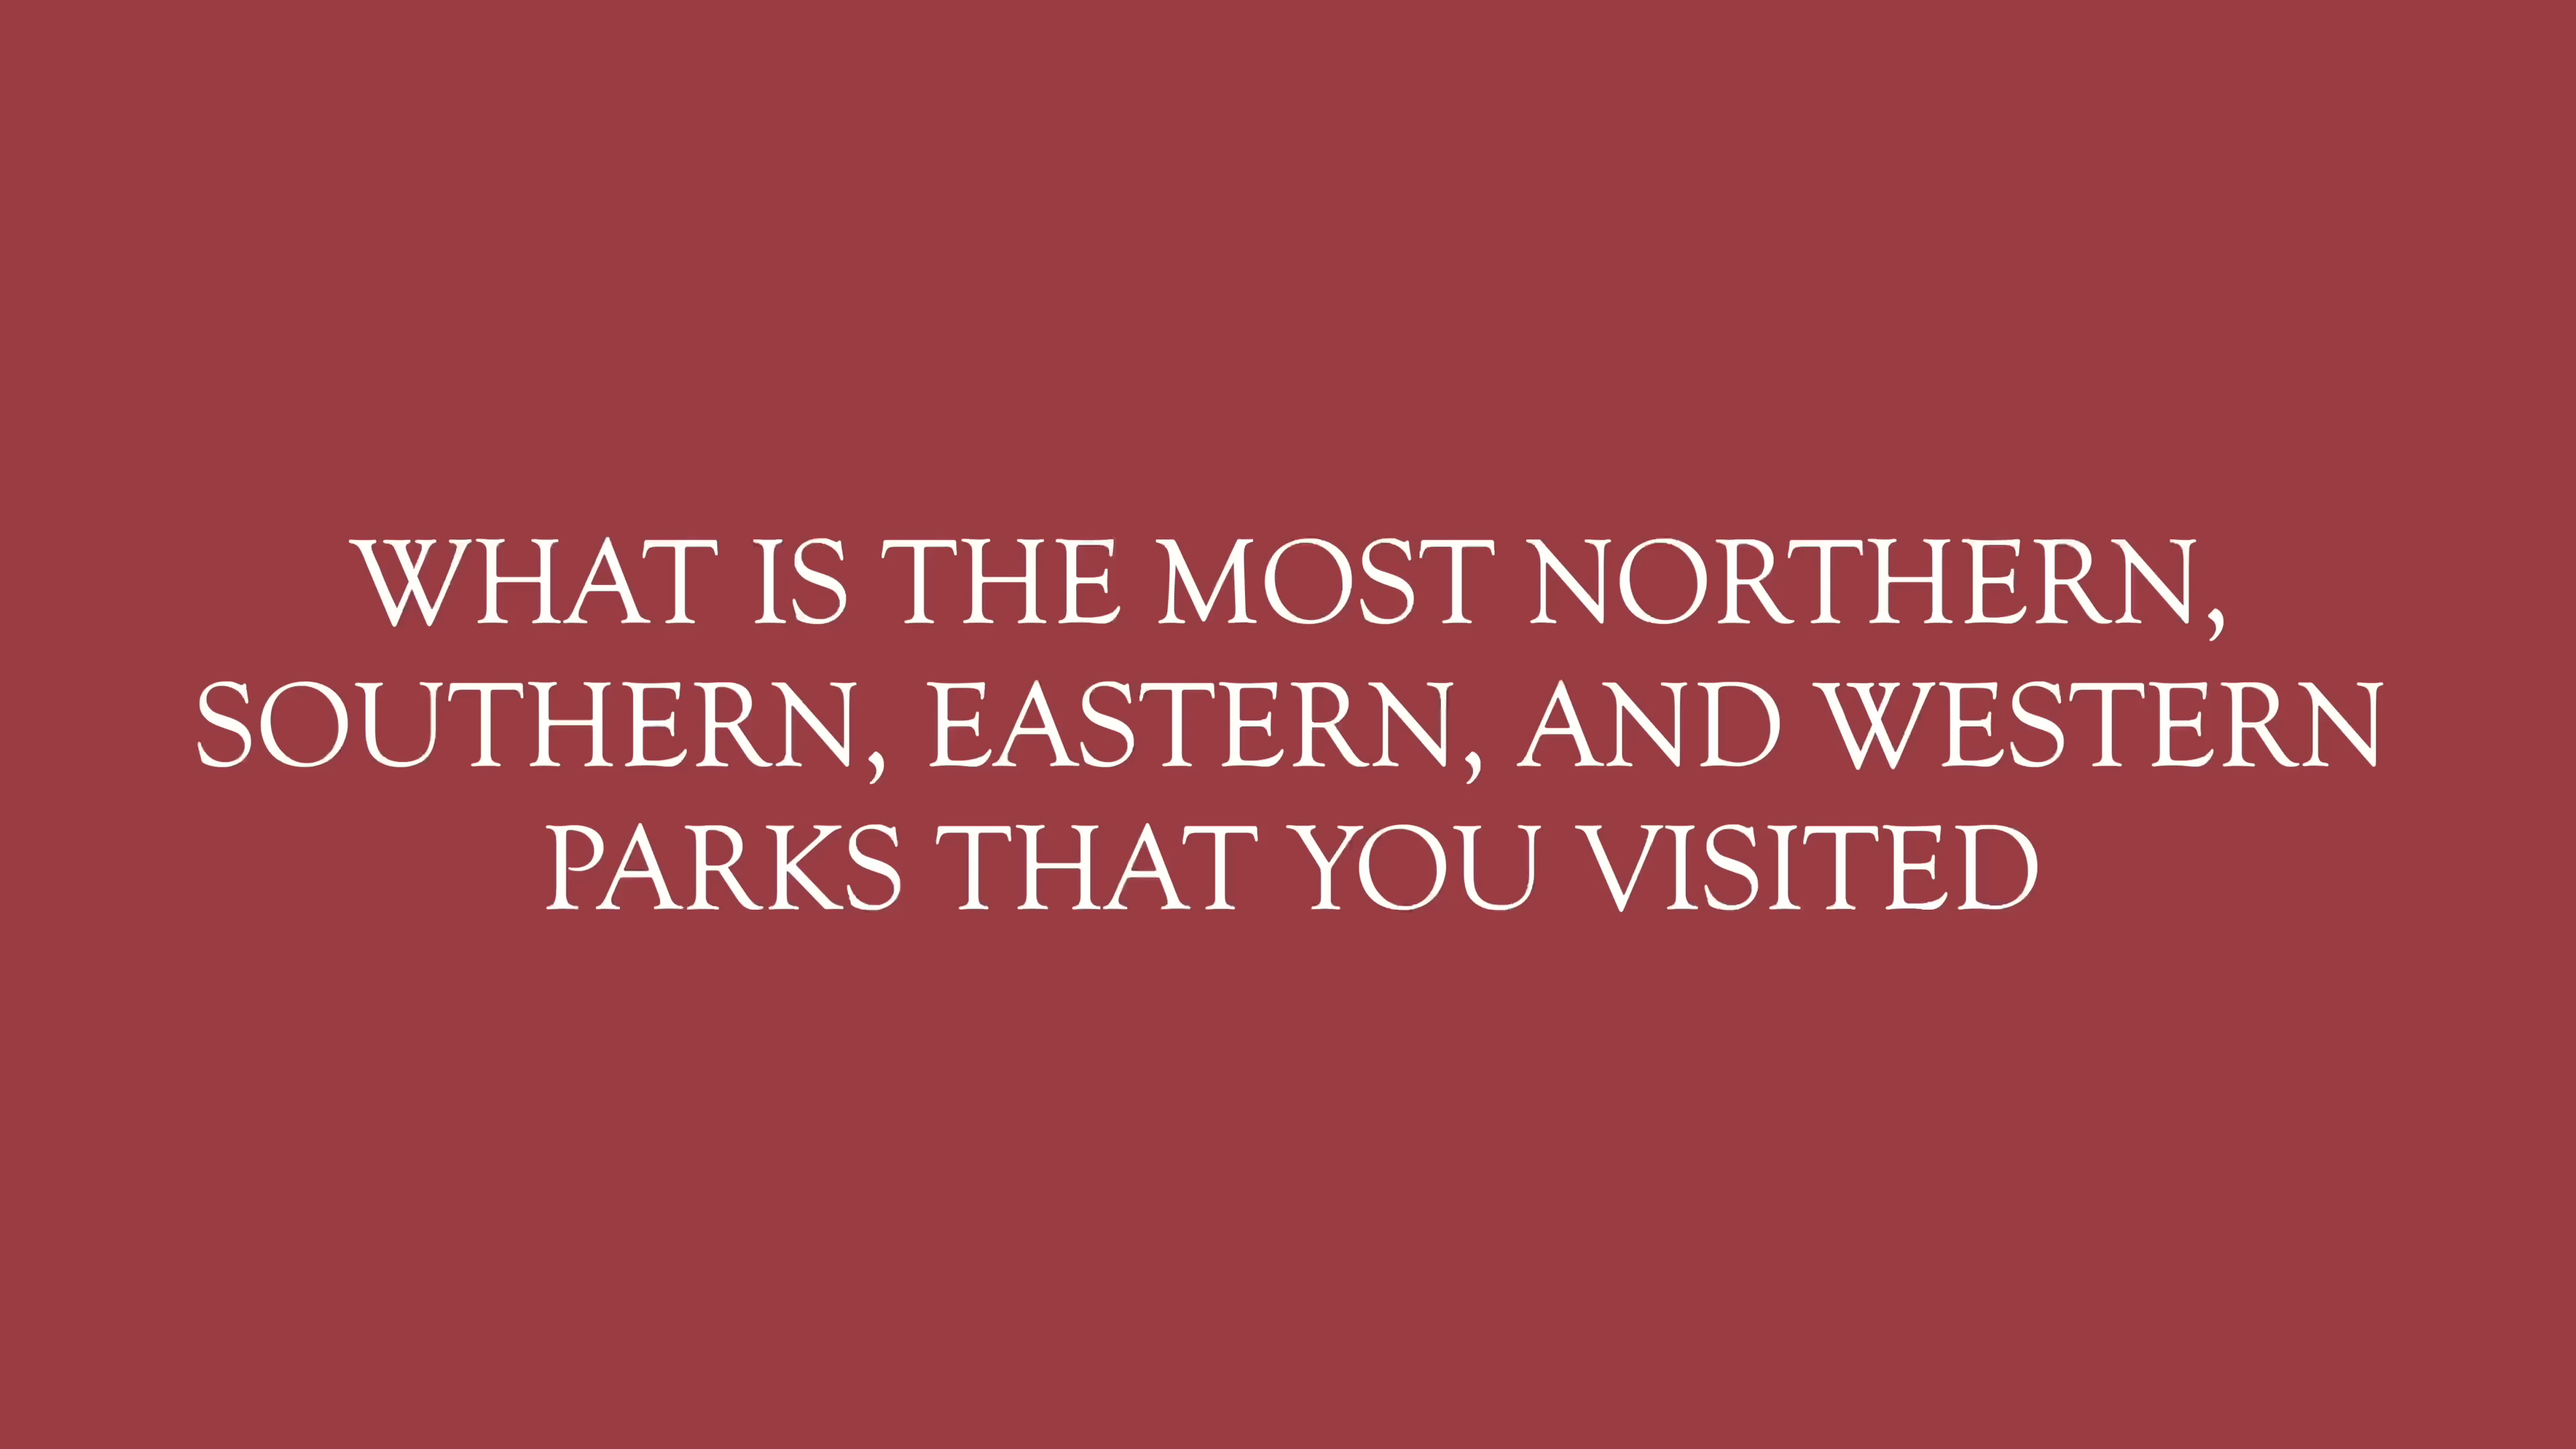 WHAT IS THE MOST NORTHERN,
SOUTHERN, EASTERN, AND WESTERN
PARKS THAT YOU VISITED